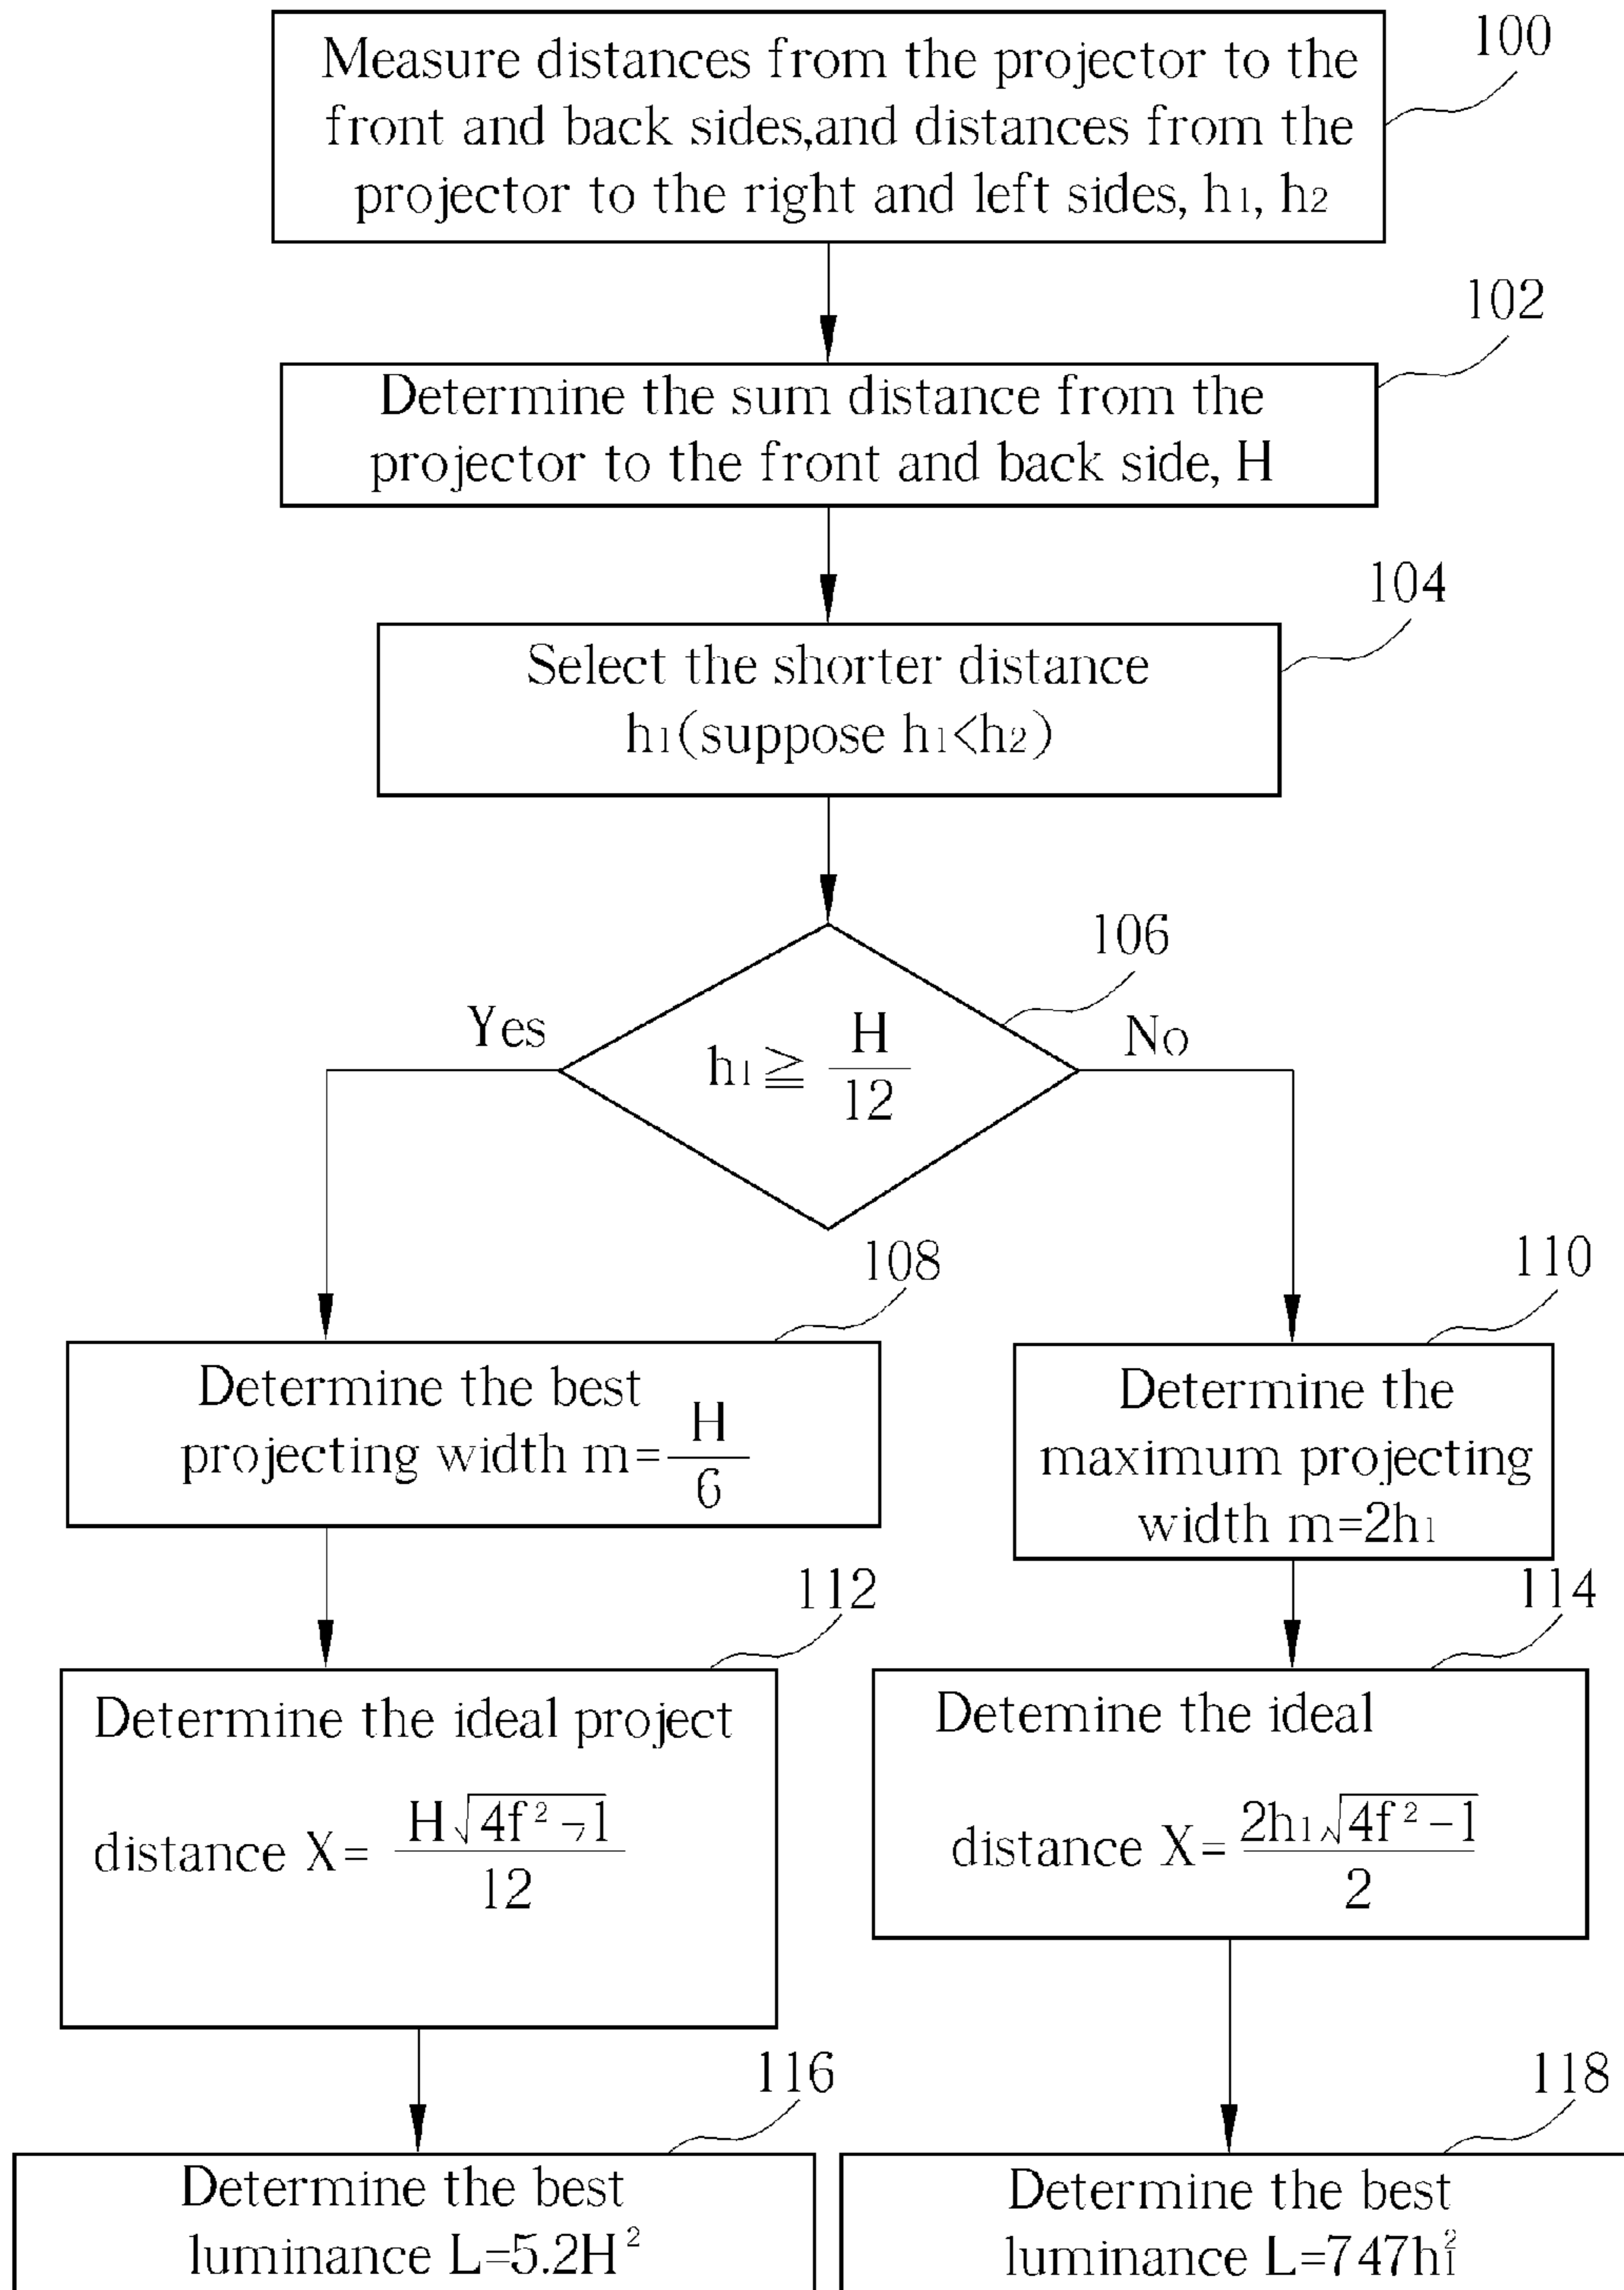 100
Measure distances from the projector to the
front and back sides,and distances from the
projector to the right and left sides, h1, h2
102
Determine the sum distance from the
projector to the front and back side, H
104
Select the shorter distance
h1(suppose h1<h2)
106
Yes
h1 ≧ H/12
No
108
Determine the best
projecting width m=H/6
110
Determine the
maximum projecting
width m=2h1
112
Determine the ideal project
distance X= H√4f²-1/12
114
Detemine the ideal
distance X= 2h1√4f²-1/2
116
Determine the best
luminance L=5.2H²
118
Determine the best
luminance L=747h1²